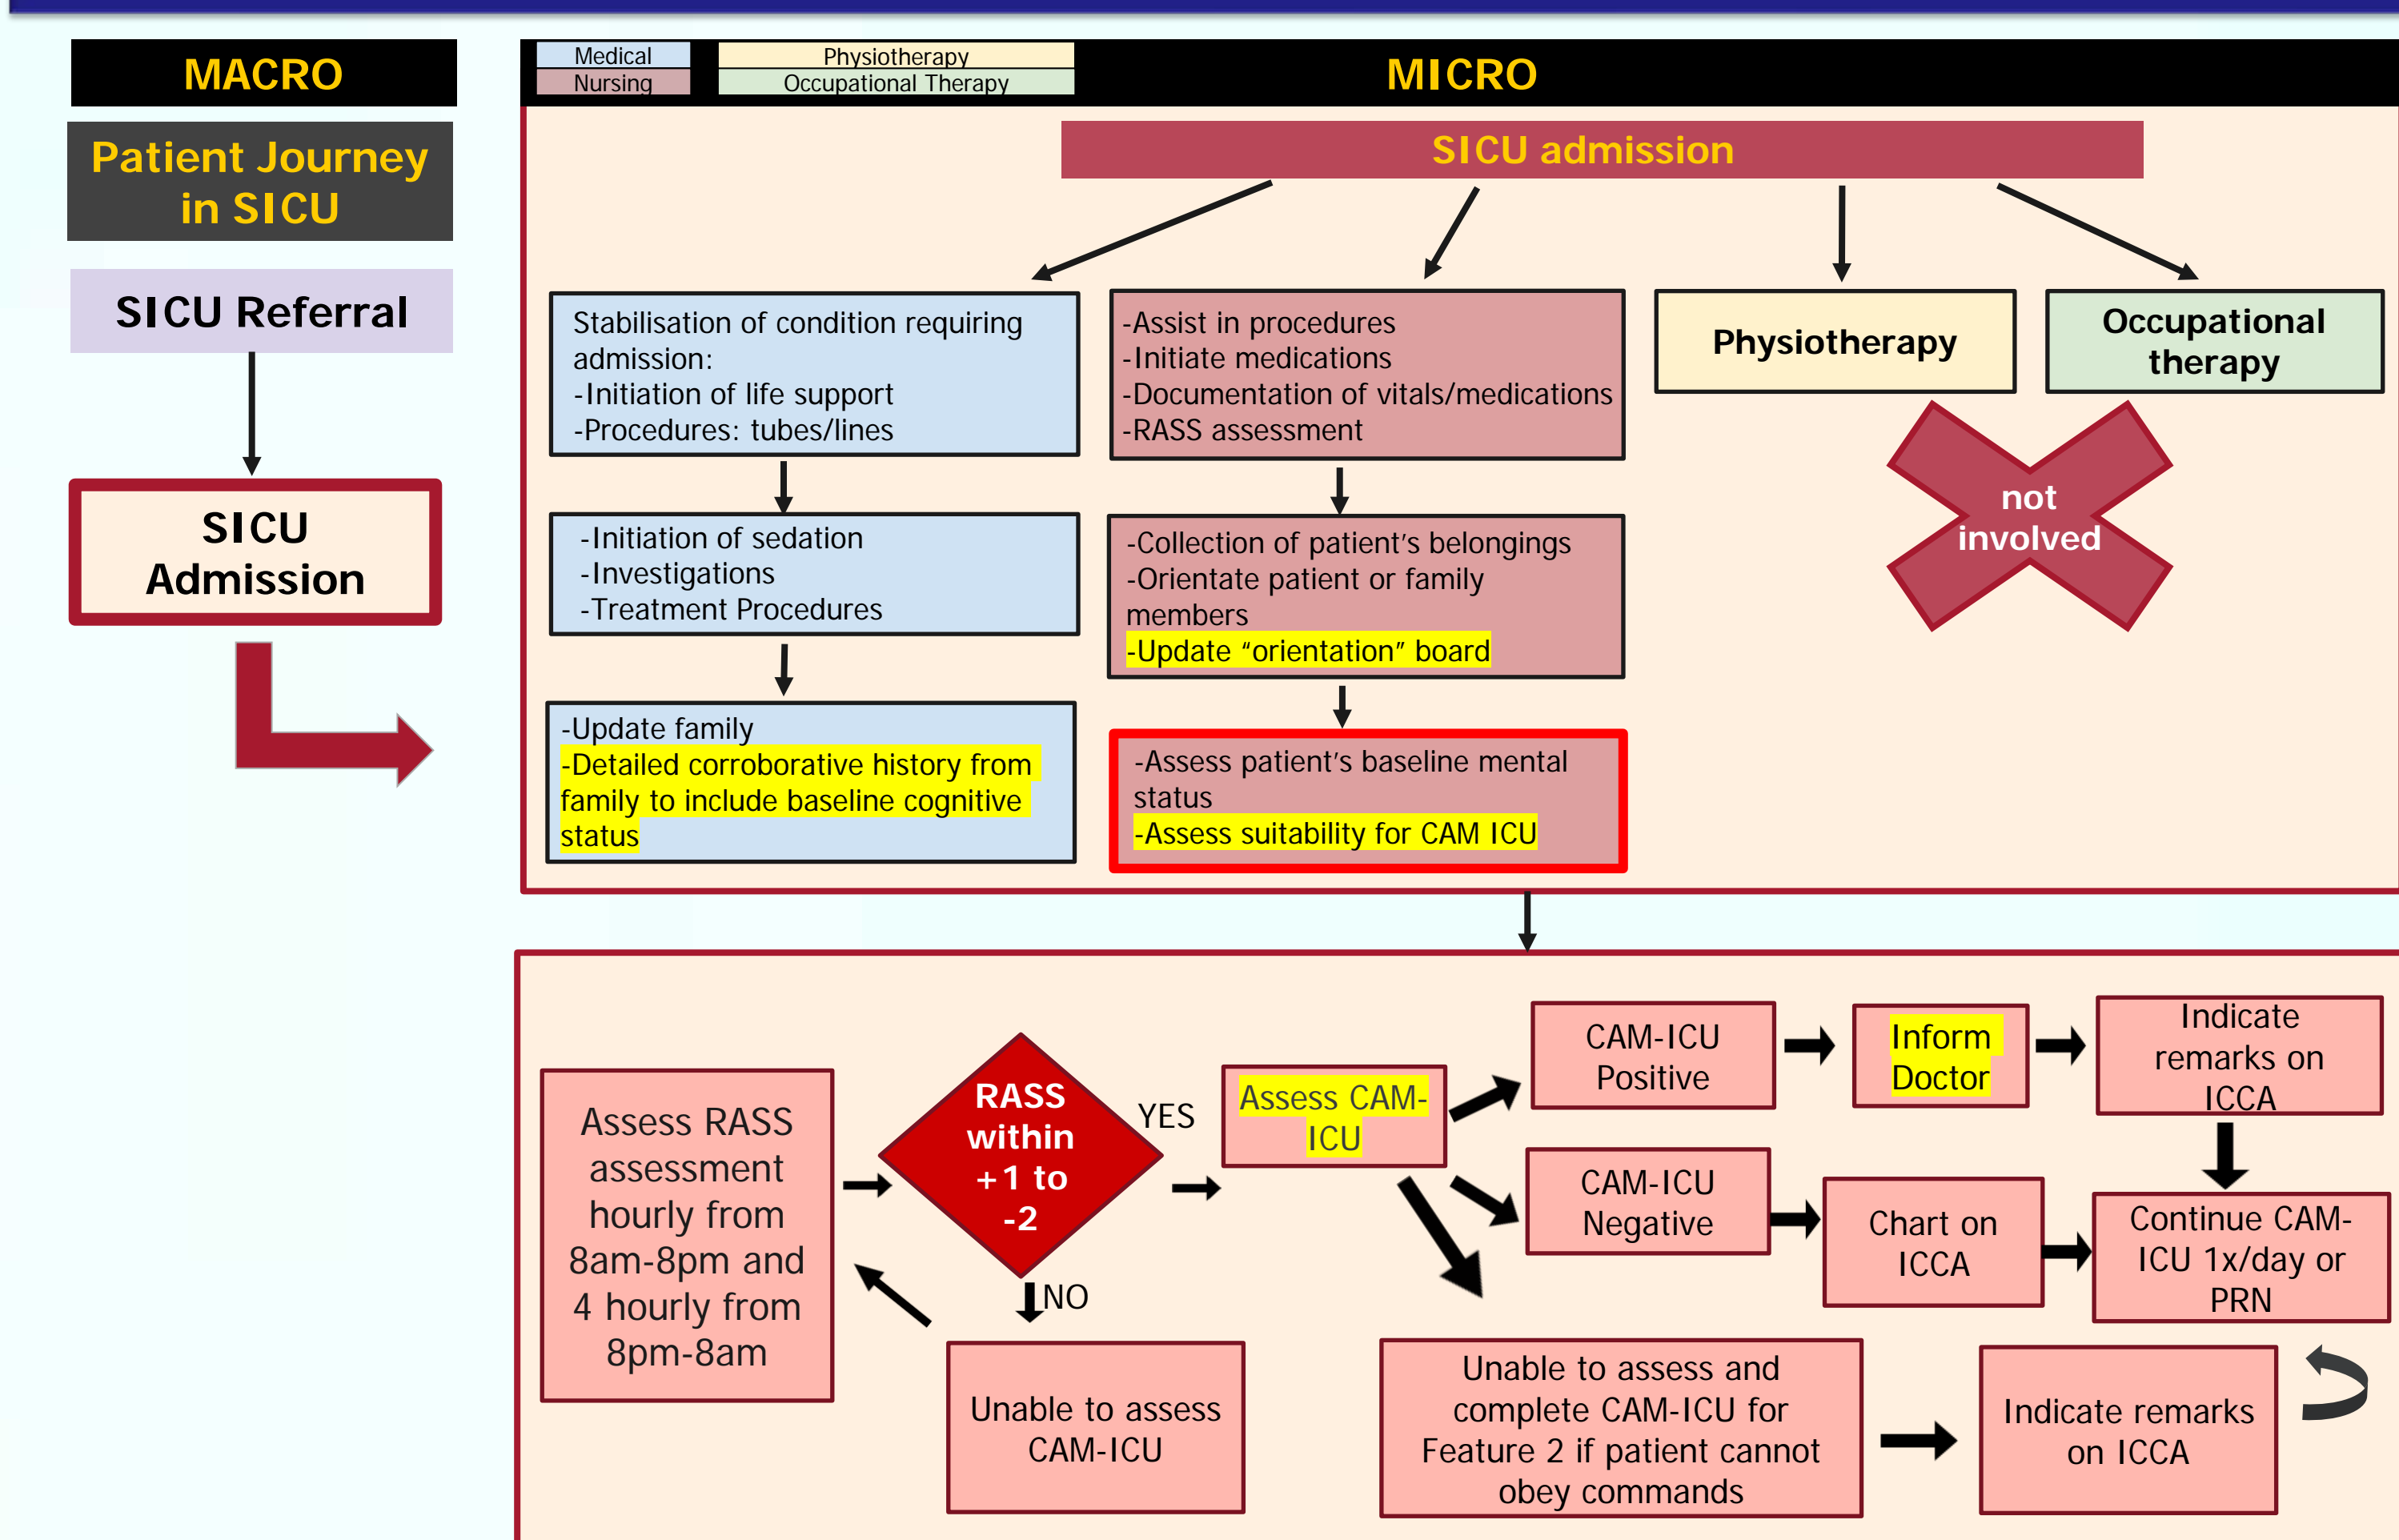 MACRO
Patient Journey
in SICU
SICU Referral
SICU
Admission
Medical
Nursing
Physiotherapy
Occupational Therapy
MICRO
SICU admission
Stabilisation of condition requiring
admission:
-Initiation of life support
-Procedures: tubes/lines
-Initiation of sedation
-Investigations
-Treatment Procedures
-Update family
-Detailed corroborative history from
family to include baseline cognitive
status
-Assist in procedures
-Initiate medications
-Documentation of vitals/medications
-RASS assessment
-Collection of patient’s belongings
-Orientate patient or family
members
-Update “orientation” board
-Assess patient’s baseline mental
status
-Assess suitability for CAM ICU
Physiotherapy
Occupational
therapy
not
involved
Assess RASS
assessment
hourly from
8am-8pm and
4 hourly from
8pm-8am
RASS
within
+1 to
-2
YES
NO
Unable to assess
CAM-ICU
Assess CAM-
ICU
CAM-ICU
Positive
Inform
Doctor
Indicate
remarks on
ICCA
CAM-ICU
Negative
Chart on
ICCA
Continue CAM-
ICU 1x/day or
PRN
Unable to assess and
complete CAM-ICU for
Feature 2 if patient cannot
obey commands
Indicate remarks
on ICCA